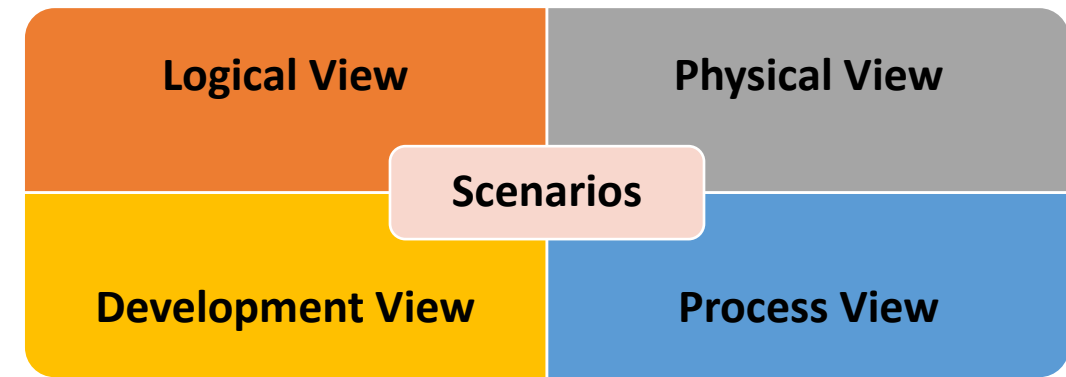 Logical View
Physical View
Scenarios
Development View
Process View